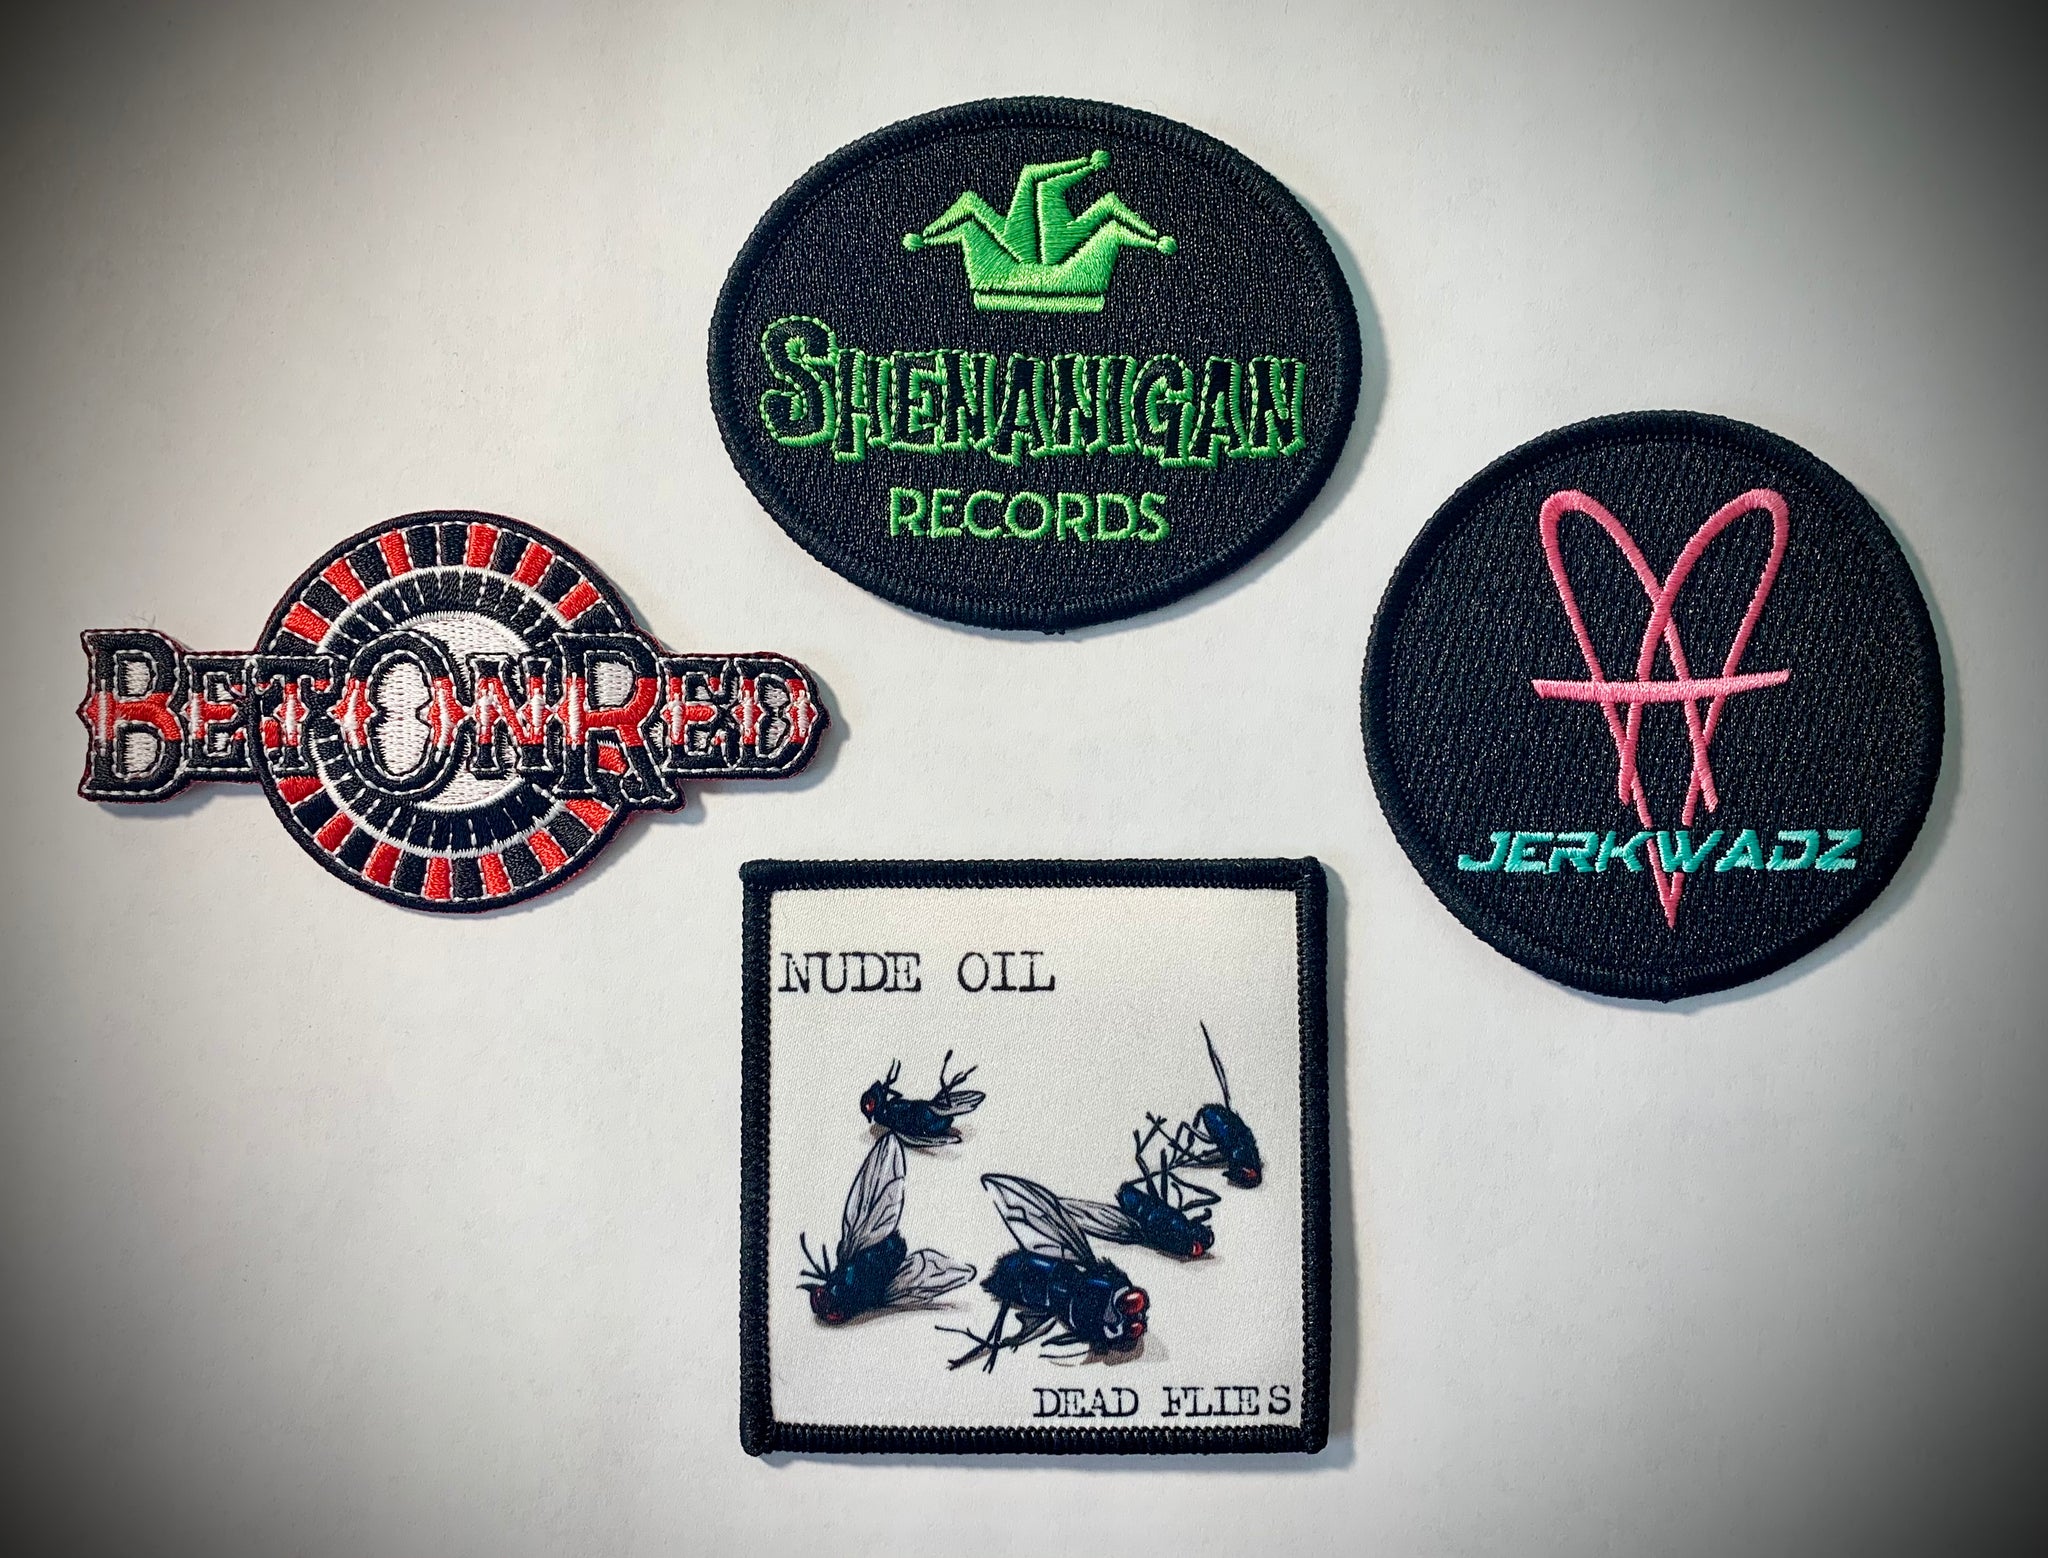 SHENANIGAN
RECORDS
BETONRED
JERKWADZ
NUDE OIL
DEAD FLIES